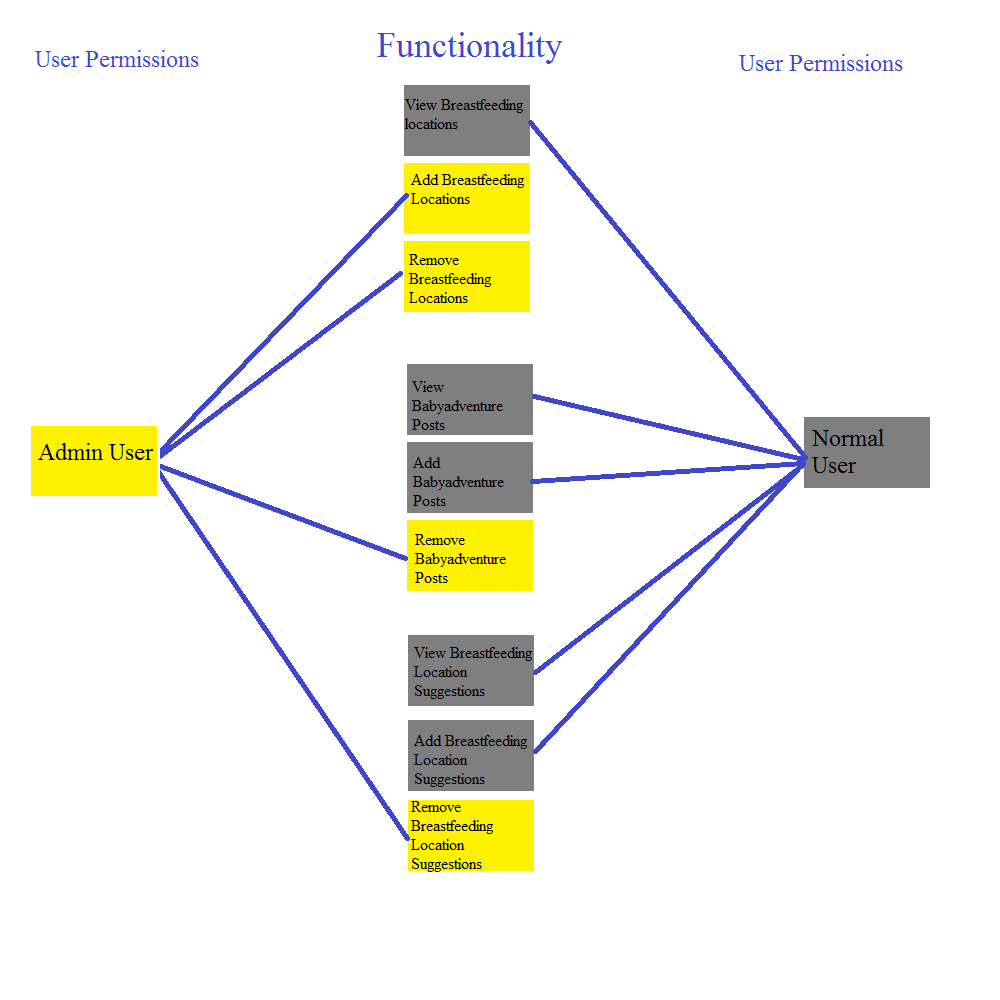 Functionality
User Permissions
User Permissions
View Breastfeeding
locations
Add Breastfeeding
Locations
Remove
Breastfeeding
Locations
View
Babyadventure
Posts
Admin User
Normal
User
Add
Babyadventure
Posts
Remove
Babyadventure
Posts
View Breastfeeding
Location
Suggestions
Add Breastfeeding
Location
Suggestions
Remove
Breastfeeding
Location
Suggestions